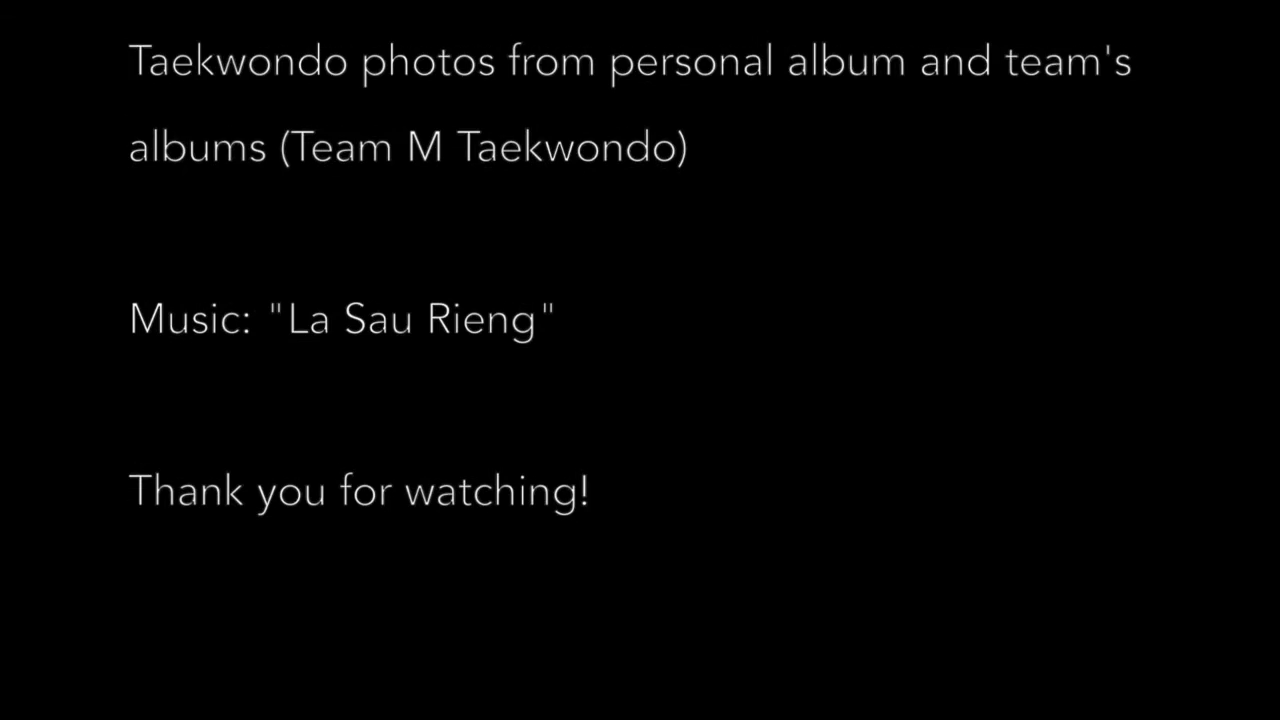 Taekwondo photos from personal album and team's
albums (Team M Taekwondo)
Music: "La Sau Rieng"
Thank you for watching!